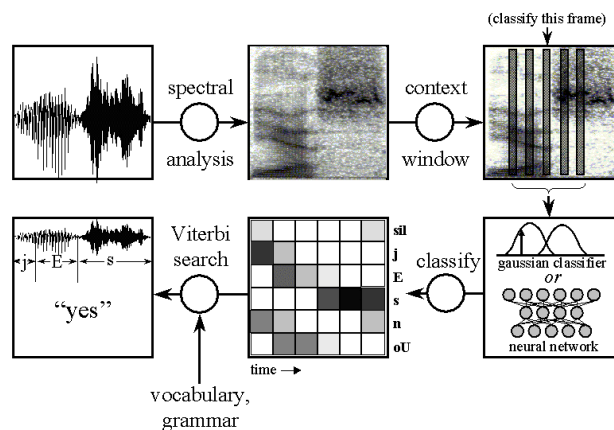 (classify this frame)
spectral
analysis
context
window
gaussian classifier
or
neural network
classify
sil
j
E
s
n
oU
time →
Viterbi
search
vocabulary,
grammar
j E s
“yes”